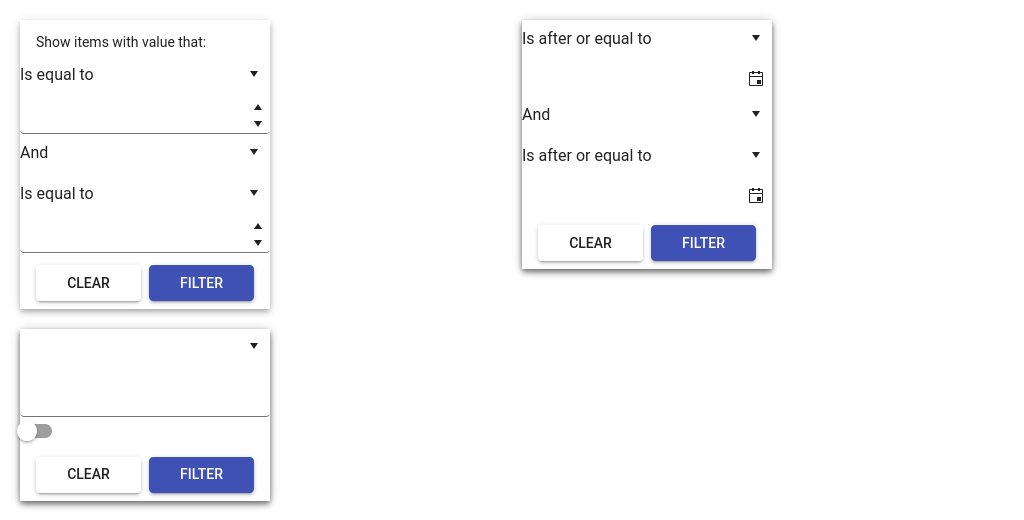 Show items with value that:
Is equal to
And
Is equal to
CLEAR FILTER
CLEAR FILTER
Is after or equal to
And
Is after or equal to
CLEAR FILTER